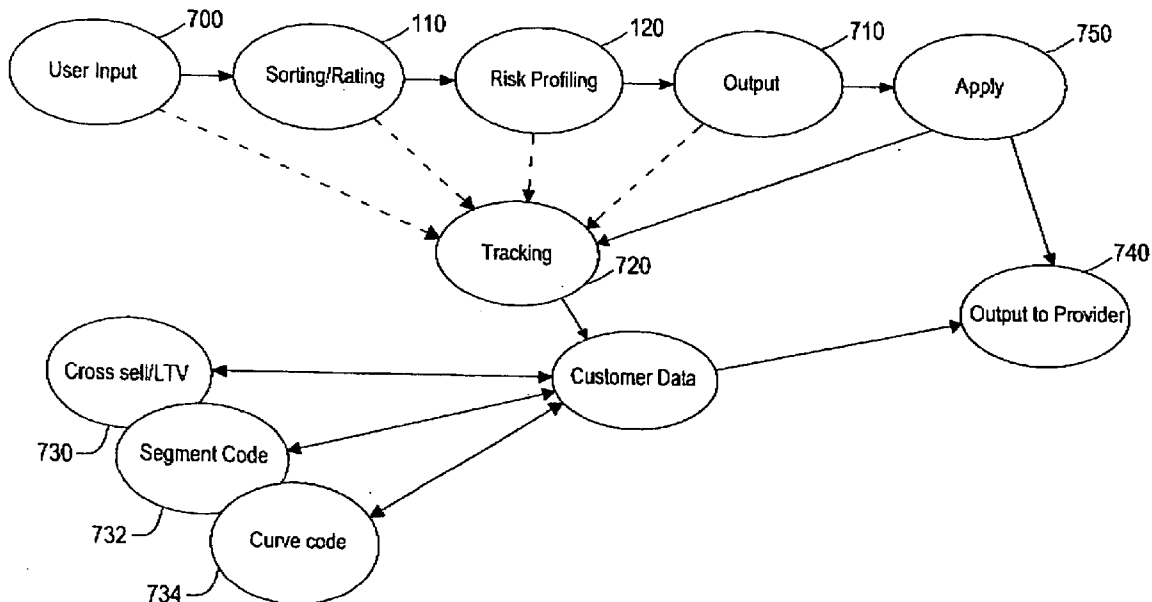 700
110
120
710
750
User Input
Sorting/Rating
Risk Profiling
Output
Apply
Tracking
720
740
Output to Provider
Cross sell/LTV
Customer Data
730
Segment Code
732
Curve code
734